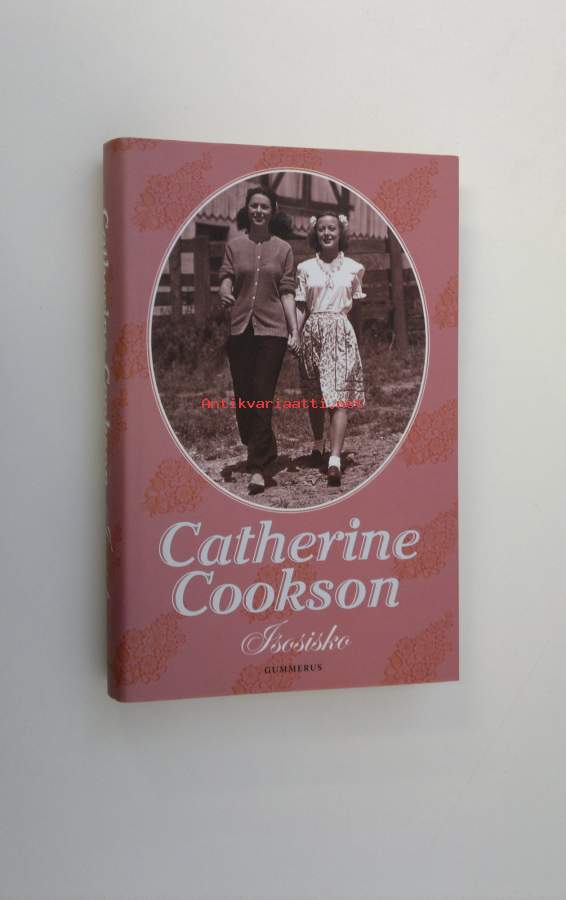 Antikvariaatti.net
Catherine
Cookson
Isosisko
GUMMERUS